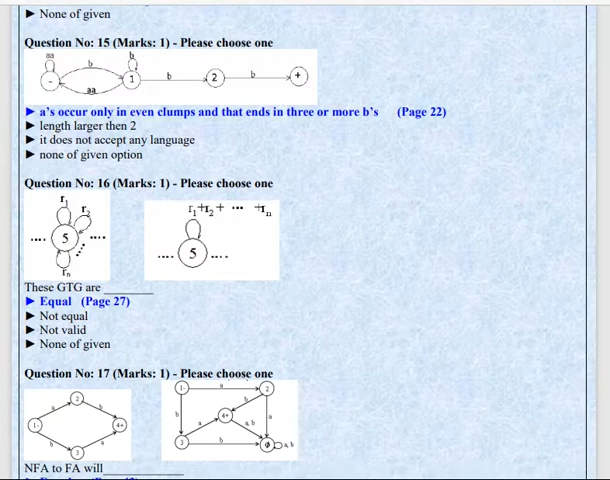 ► None of given
Question No: 15 (Marks: 1) - Please choose one
aa b
b
- 1 b 2 b +
aa
► a's occur only in even clumps and that ends in three or more b's (Page 22)
► length larger then 2
► it does not accept any language
► none of given option
Question No: 16 (Marks: 1) - Please choose one
r1 r1+r2+ ... +rn
r2
.... 5 .... .... 5 ....
rn
These GTG are ________
► Equal (Page 27)
► Not equal
► Not valid
► None of given
Question No: 17 (Marks: 1) - Please choose one
1- a 2
2 b
a b b 4+ a
1- 4+ a a, b
b a 3 b ϕ a, b
3
NFA to FA will____________